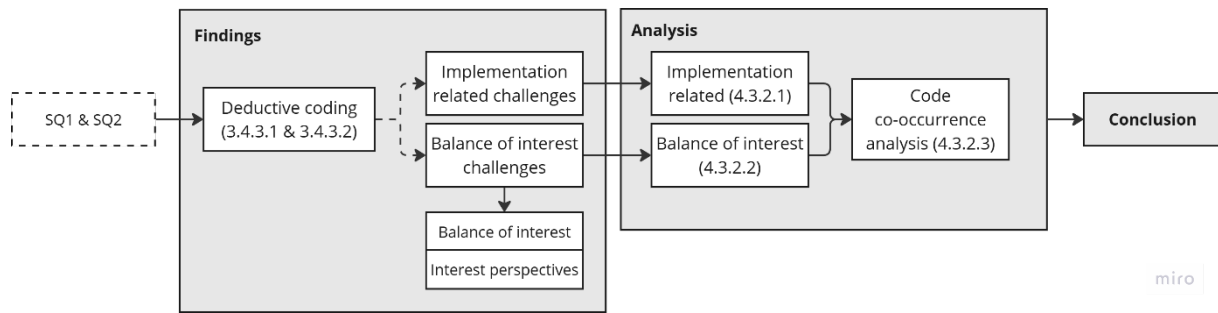 Findings
Analysis
SQ1 & SQ2
Deductive coding
(3.4.3.1 & 3.4.3.2)
Implementation
related challenges
Balance of interest
challenges
Balance of interest
Interest perspectives
Implementation
related (4.3.2.1)
Balance of interest
(4.3.2.2)
Code
co-occurrence
analysis (4.3.2.3)
Conclusion
miro